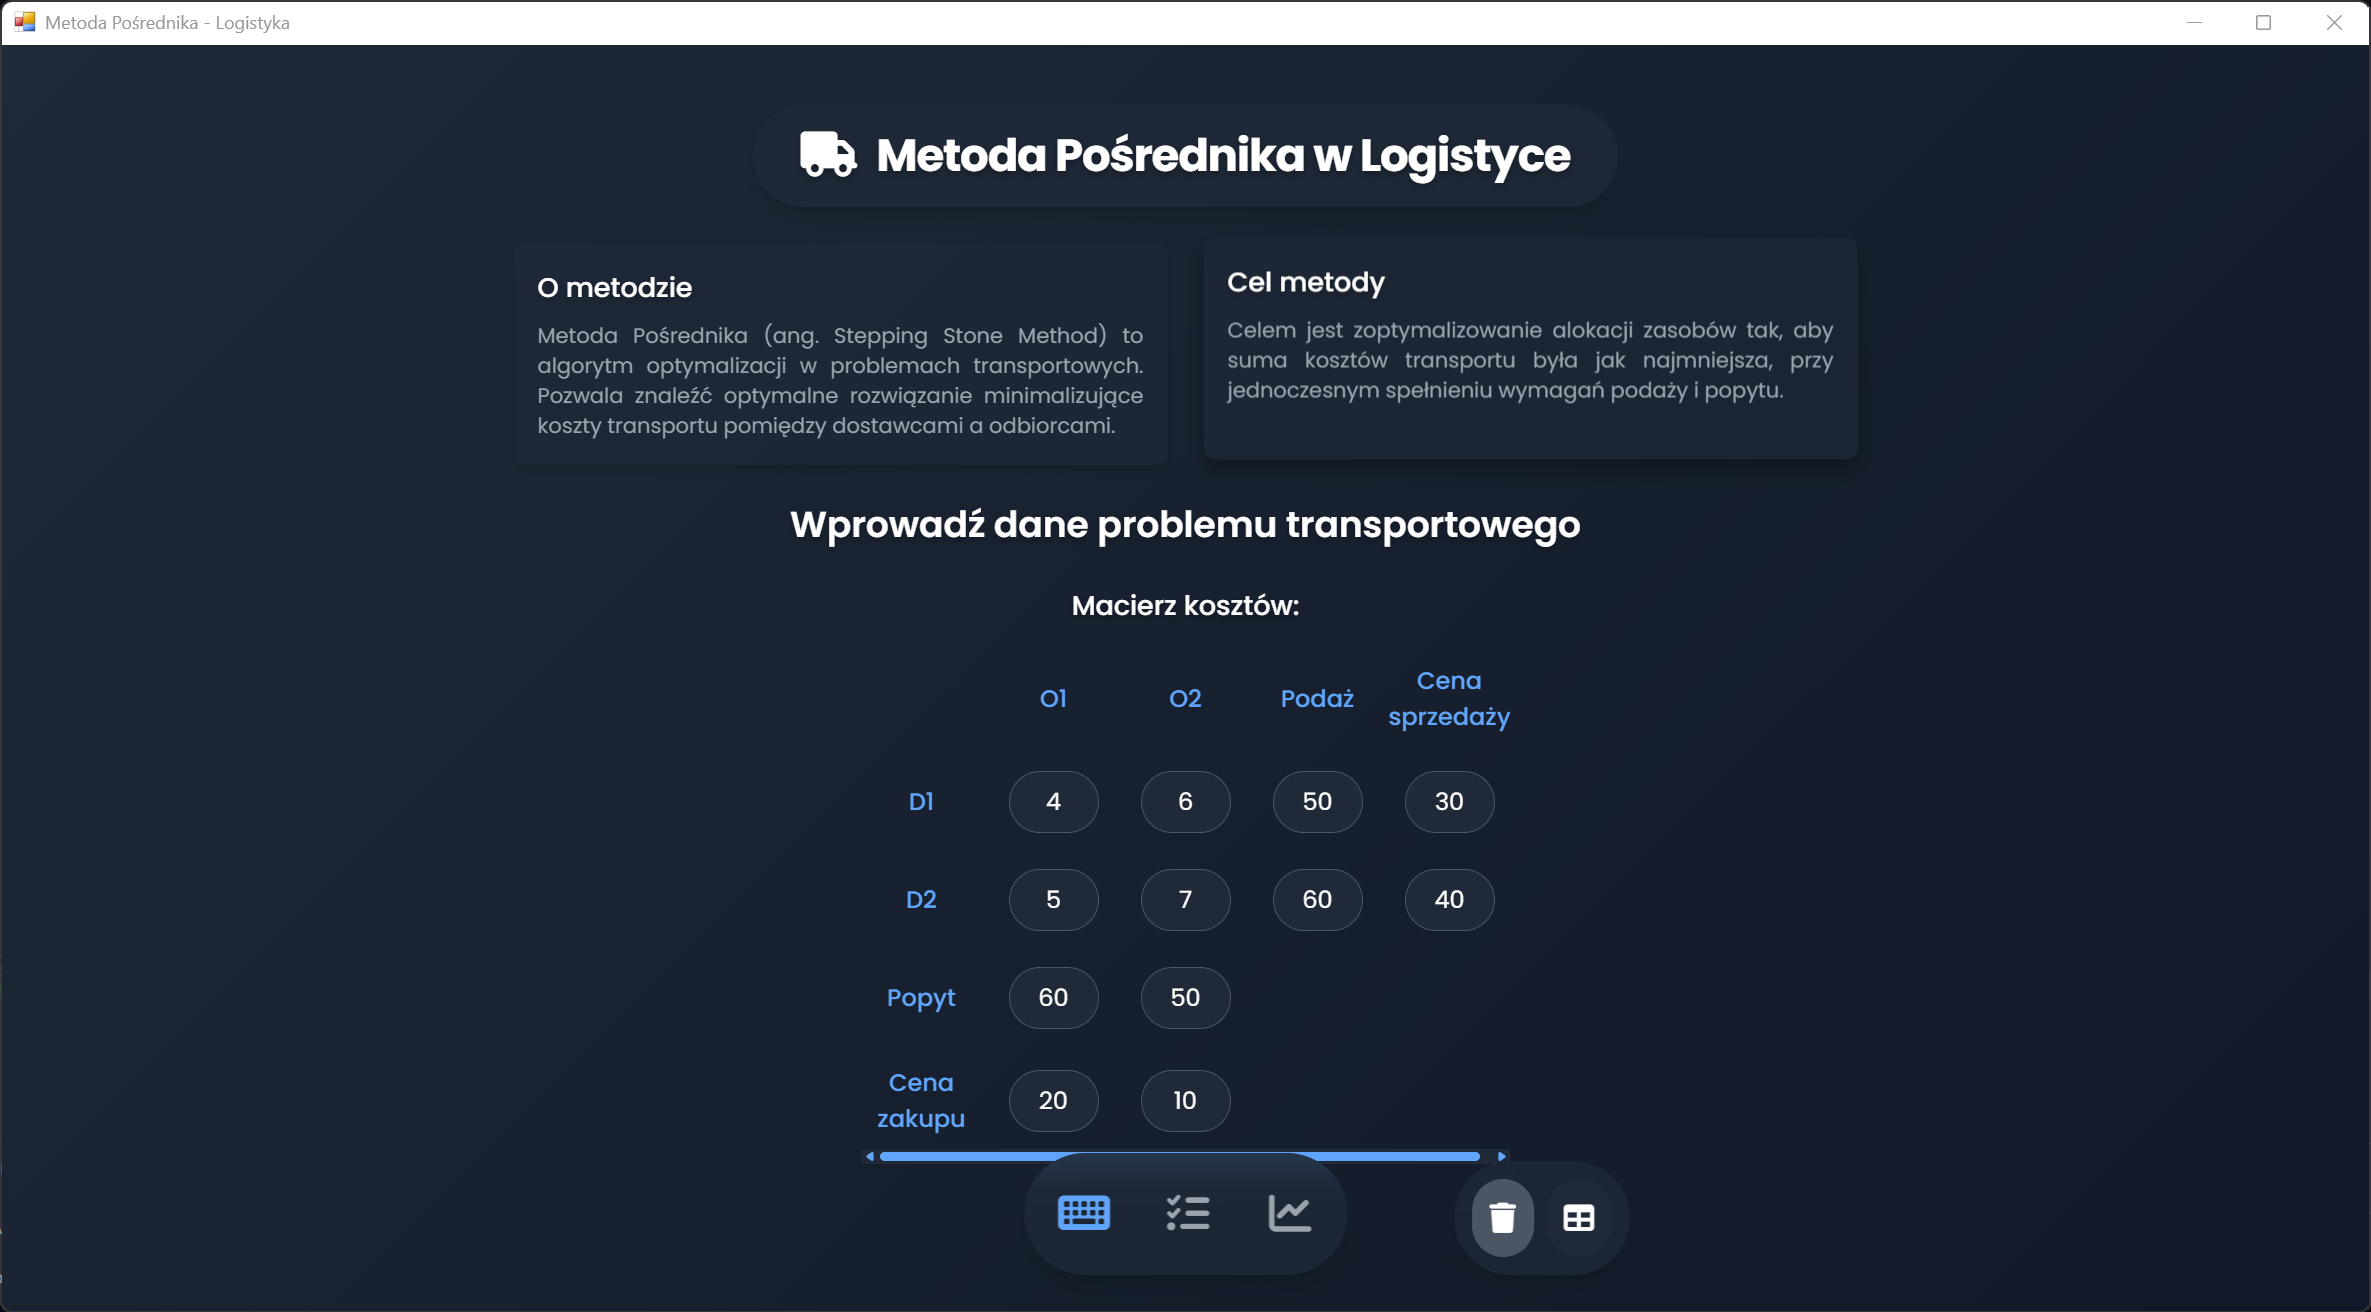 Metoda Pośrednika - Logistyka
Metoda Pośrednika w Logistyce
O metodzie
Metoda Pośrednika (ang. Stepping Stone Method) to
algorytm optymalizacji w problemach transportowych.
Pozwala znaleźć optymalne rozwiązanie minimalizujące
koszty transportu pomiędzy dostawcami a odbiorcami.
Cel metody
Celem jest zoptymalizowanie alokacji zasobów tak, aby
suma kosztów transportu była jak najmniejsza, przy
jednoczesnym spełnieniu wymagań podaży i popytu.
Wprowadź dane problemu transportowego
Macierz kosztów:
O1 O2 Podaż Cena sprzedaży
D1 4 6 50 30
D2 5 7 60 40
Popyt 60 50
Cena zakupu 20 10